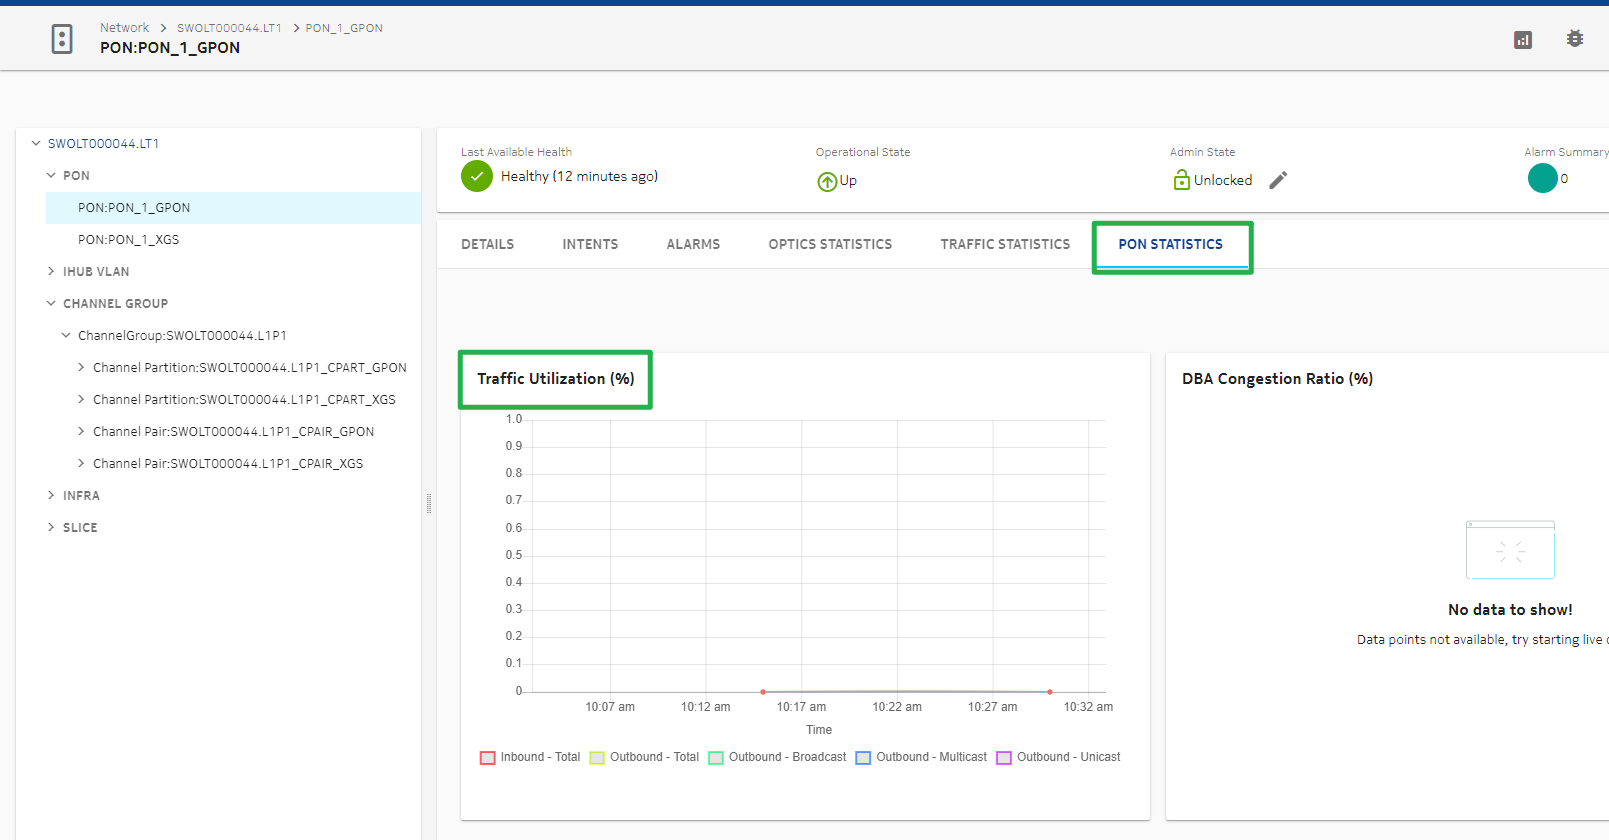 Network > SWOLT000044.LT1 > PON_1_GPON
PON:PON_1_GPON
SWOLT000044.LT1
PON
PON:PON_1_GPON
PON:PON_1_XGS
IHUB VLAN
CHANNEL GROUP
ChannelGroup:SWOLT000044.L1P1
Channel Partition:SWOLT000044.L1P1_CPART_GPON
Channel Partition:SWOLT000044.L1P1_CPART_XGS
Channel Pair:SWOLT000044.L1P1_CPAIR_GPON
Channel Pair:SWOLT000044.L1P1_CPAIR_XGS
INFRA
SLICE
Last Available Health
Healthy (12 minutes ago)
Operational State
Up
Admin State
Unlocked
Alarm Summary
0
DETAILS INTENTS ALARMS OPTICS STATISTICS TRAFFIC STATISTICS PON STATISTICS
Traffic Utilization (%)
1.0
0.9
0.8
0.7
0.6
0.5
0.4
0.3
0.2
0.1
0
10:07 am 10:12 am 10:17 am 10:22 am 10:27 am 10:32 am
Time
Inbound - Total Outbound - Total Outbound - Broadcast Outbound - Multicast Outbound - Unicast
DBA Congestion Ratio (%)
No data to show!
Data points not available, try starting live